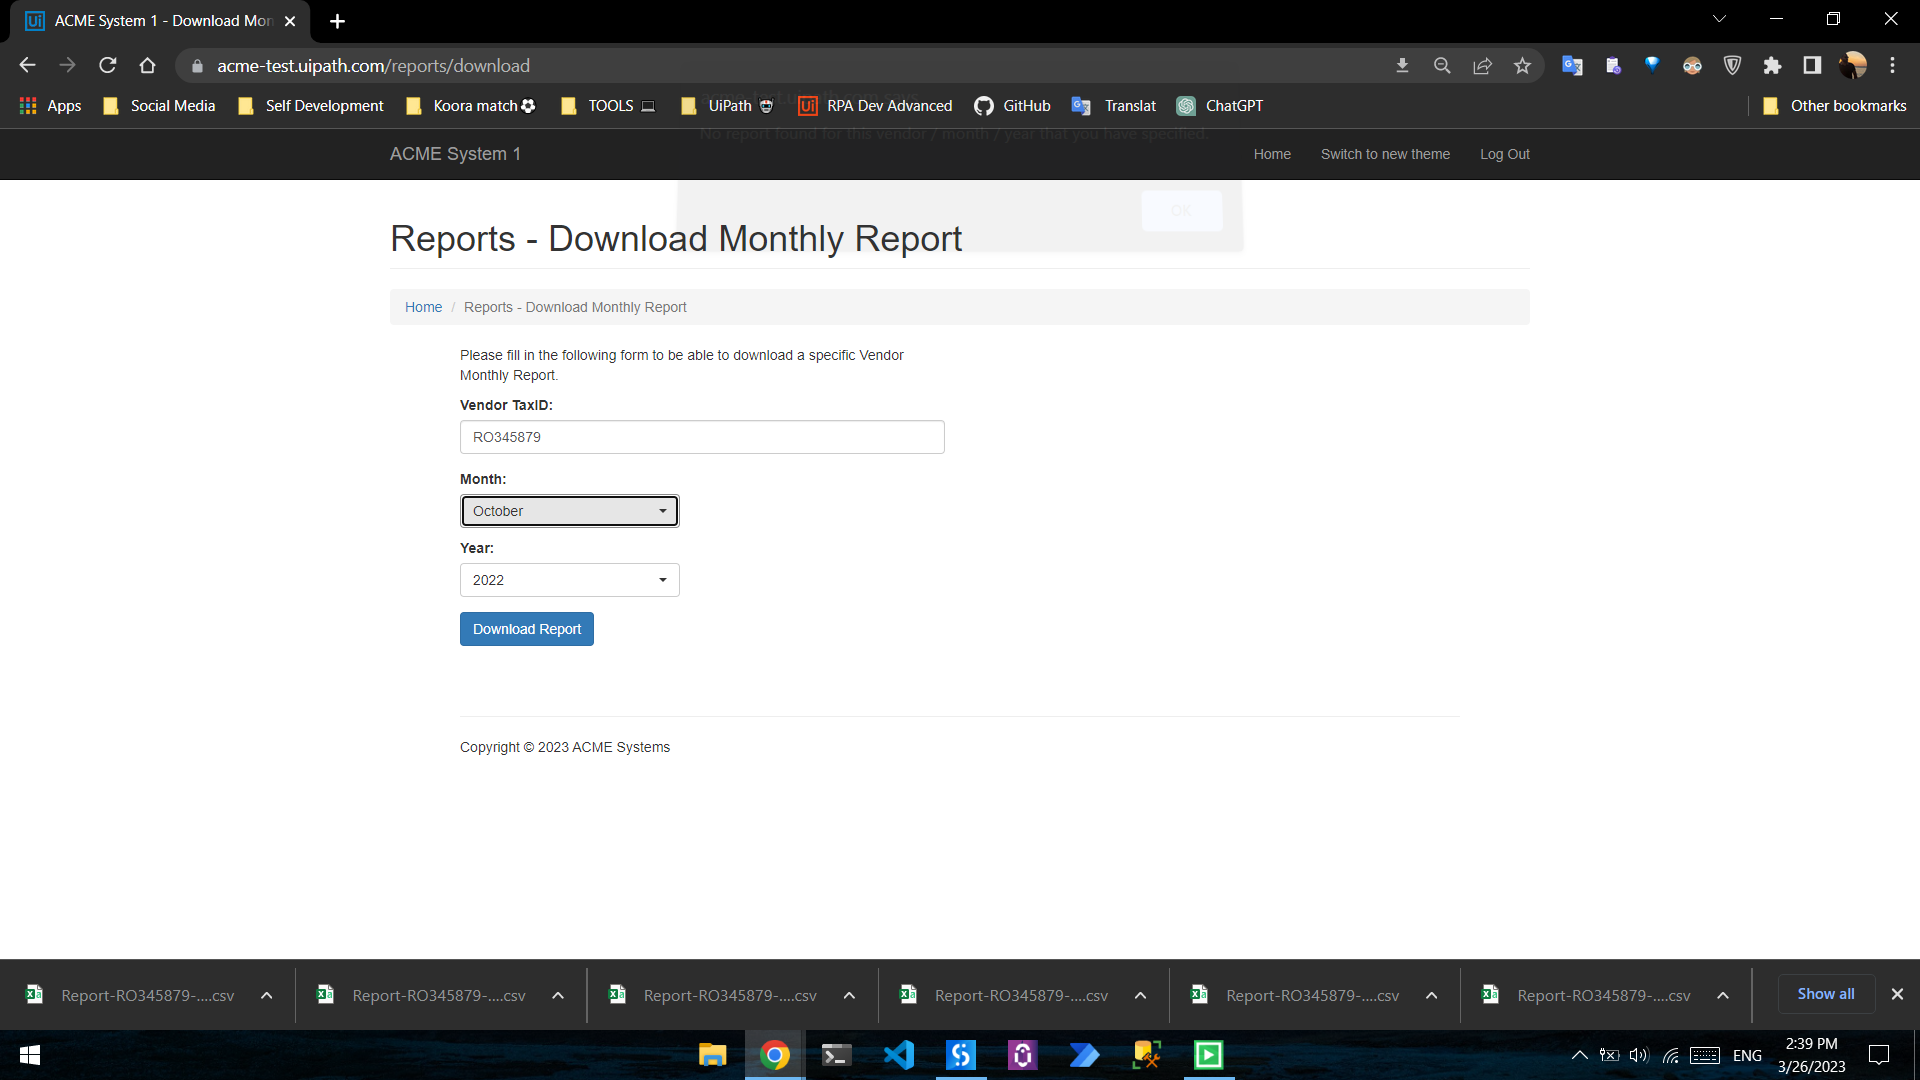 ACME System 1 - Download Mon
acme-test.uipath.com/reports/download
Apps Social Media Self Development Koora match TOOLS UiPath RPA Dev Advanced GitHub Translat ChatGPT Other bookmarks
acme-test.uipath.com says
No report found for this vendor / month / year that you have specified.
ACME System 1 Home Switch to new theme Log Out
OK
Reports - Download Monthly Report
Home / Reports - Download Monthly Report
Please fill in the following form to be able to download a specific Vendor
Monthly Report.
Vendor TaxID:
RO345879
Month:
October
Year:
2022
Download Report
Copyright © 2023 ACME Systems
Report-RO345879-....csv Report-RO345879-....csv Report-RO345879-....csv Report-RO345879-....csv Report-RO345879-....csv Report-RO345879-....csv Show all
ENG 2:39 PM
3/26/2023